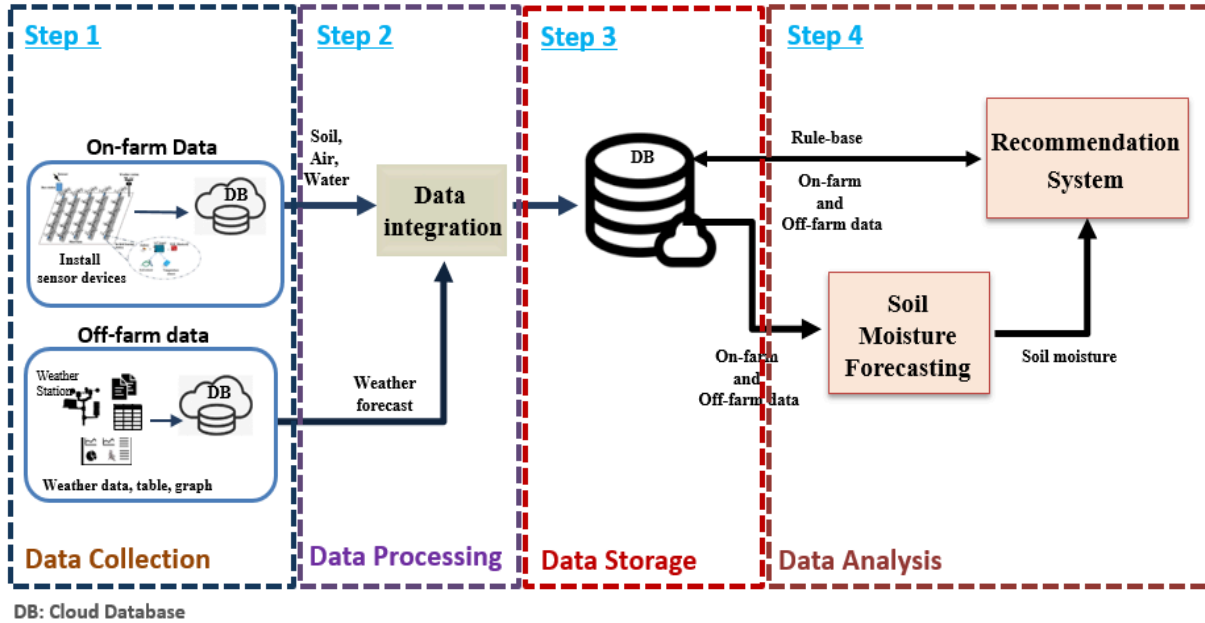 Step 1
Step 2
Step 3
Step 4
On-farm Data
DB
Install
sensor devices
Off-farm data
Weather
Station
DB
Weather data, table, graph
Data Collection
Soil,
Air,
Water
Data
integration
Weather
forecast
Data Processing
DB
Data Storage
Rule-base
On-farm
and
Off-farm data
Recommendation
System
On-farm
and
Off-farm data
Soil
Moisture
Forecasting
Soil moisture
Data Analysis
DB: Cloud Database